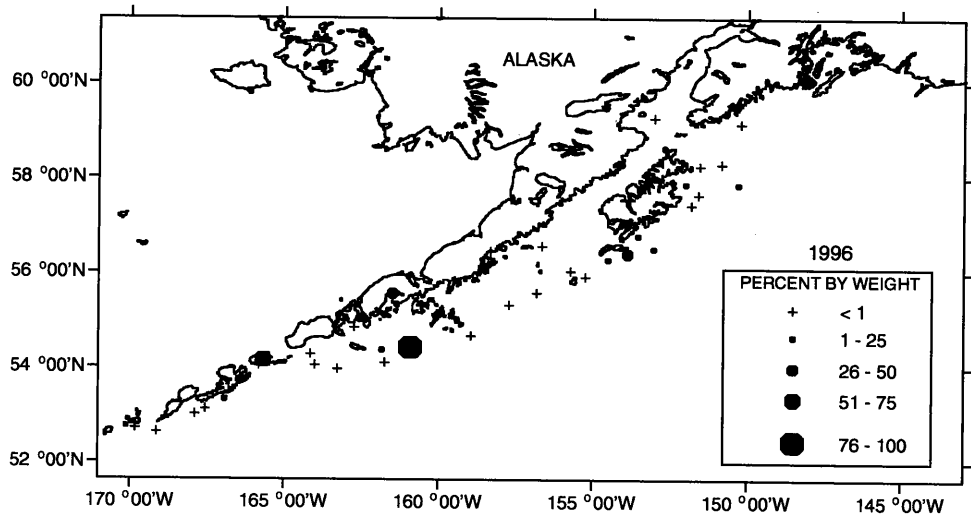 ALASKA
60 °00'N
58 °00'N
56 °00'N
54 °00'N
52 °00'N
1996
PERCENT BY WEIGHT
+ < 1
1 - 25
26 - 50
51 - 75
76 - 100
170 °00'W 165 °00'W 160 °00'W 155 °00'W 150 °00'W 145 °00'W